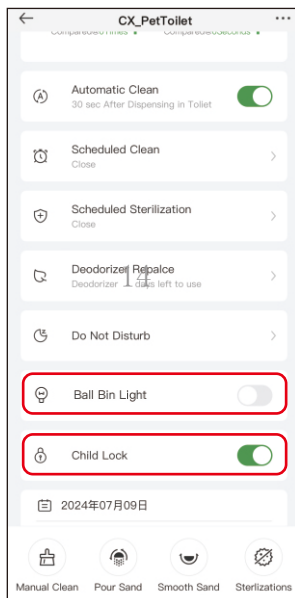 CX_PetToilet
Automatic Clean
30 sec After Dispensing in Toliet
Scheduled Clean
Close
Scheduled Sterilization
Close
Deodorizer Repalce
Deodorizer 14 days left to use
Do Not Disturb
Ball Bin Light
Child Lock
2024年07月09日
Manual Clean Pour Sand Smooth Sand Sterlizations